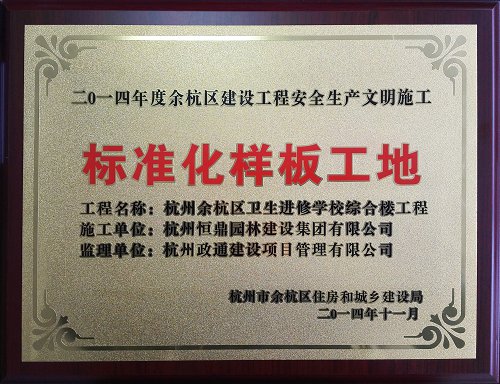 二0一四年度余杭区建设工程安全生产文明施工
标准化样板工地
工程名称：杭州余杭区卫生进修学校综合楼工程
施工单位：杭州恒鼎园林建设集团有限公司
监理单位：杭州政通建设项目管理有限公司
杭州市余杭区住房和城乡建设局
二0一四年十一月